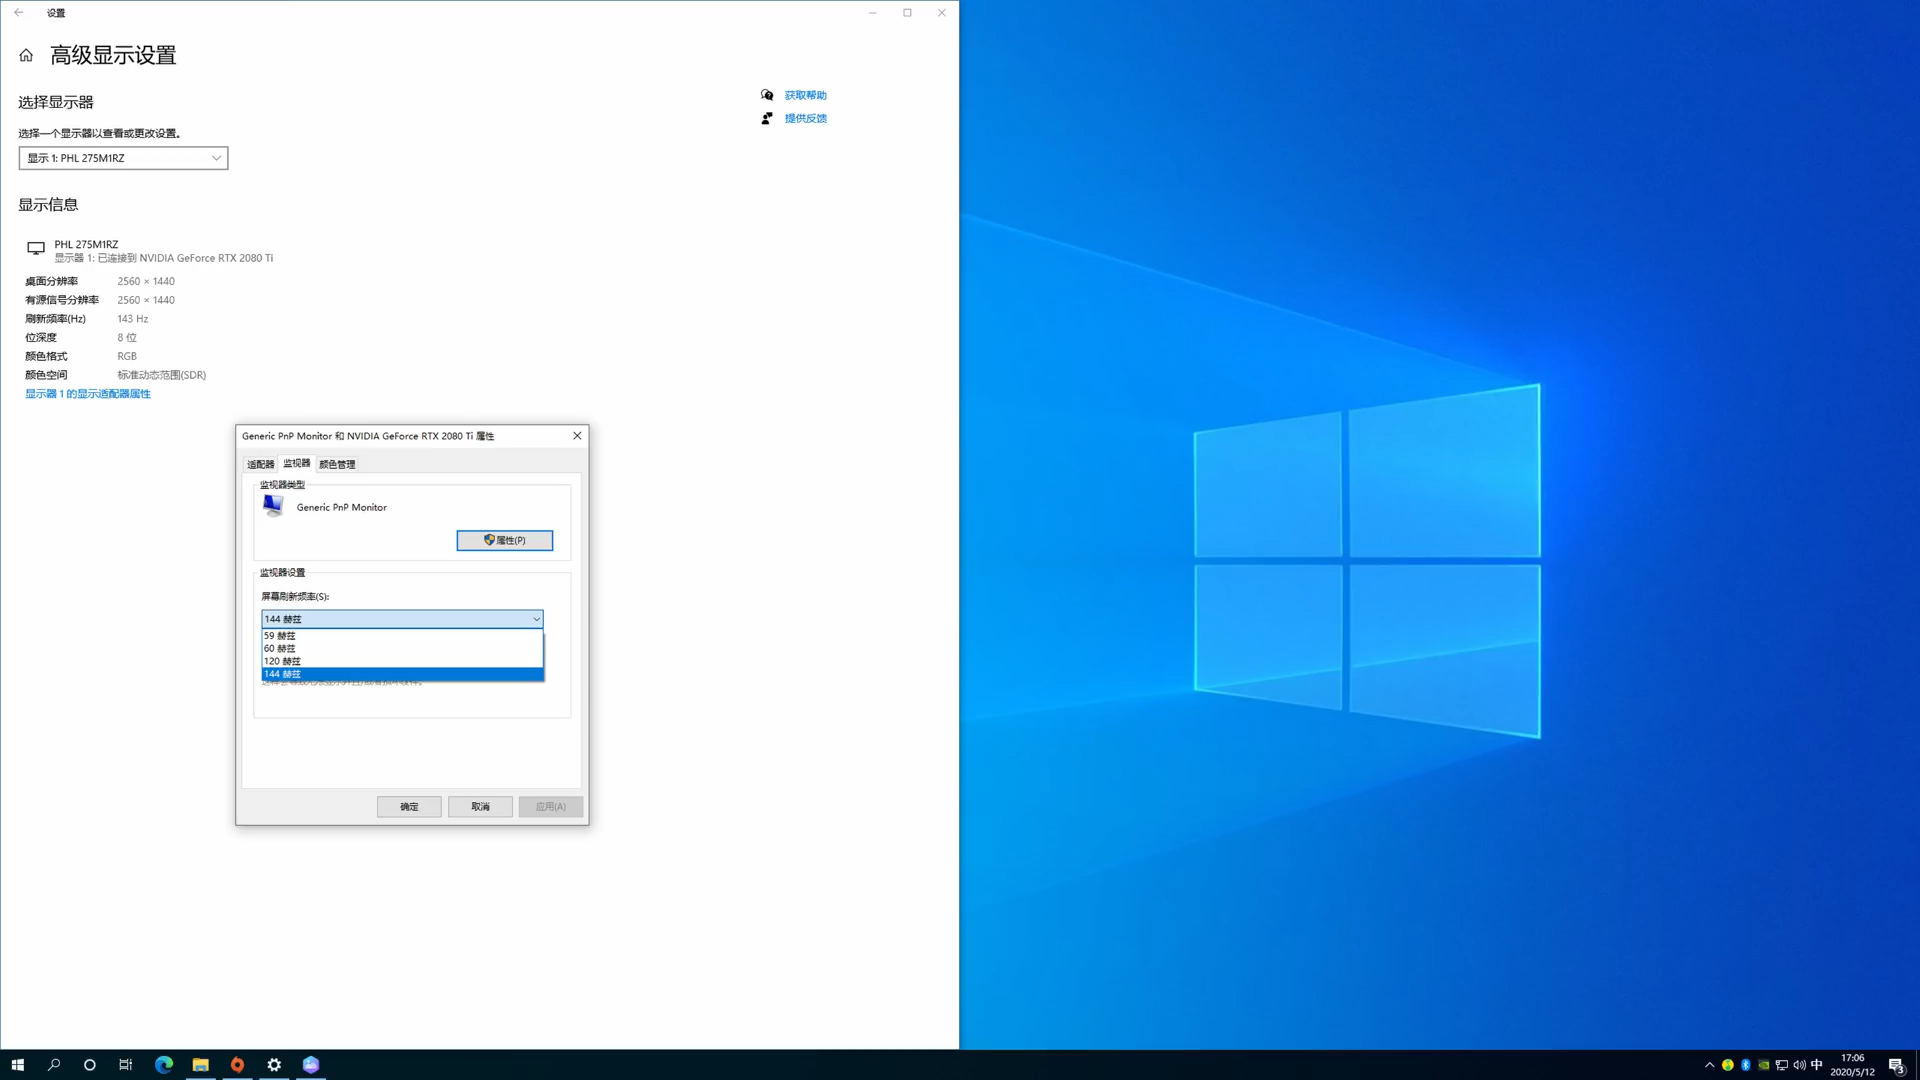 设置
高级显示设置
选择显示器
选择一个显示器以查看或更改设置。
显示 1: PHL 275M1RZ
获取帮助
提供反馈
显示信息
PHL 275M1RZ
显示器 1: 已连接到 NVIDIA GeForce RTX 2080 Ti
桌面分辨率 2560 × 1440
有源信号分辨率 2560 × 1440
刷新频率(Hz) 143 Hz
位深度 8 位
颜色格式 RGB
颜色空间 标准动态范围(SDR)
显示器 1 的显示适配器属性
Generic PnP Monitor 和 NVIDIA GeForce RTX 2080 Ti 属性
适配器 监视器 颜色管理
监视器类型
Generic PnP Monitor
属性(P)
监视器设置
屏幕刷新频率(S):
144 赫兹
59 赫兹
60 赫兹
120 赫兹
144 赫兹
确定 取消 应用(A)
中
17:06
2020/5/12
3